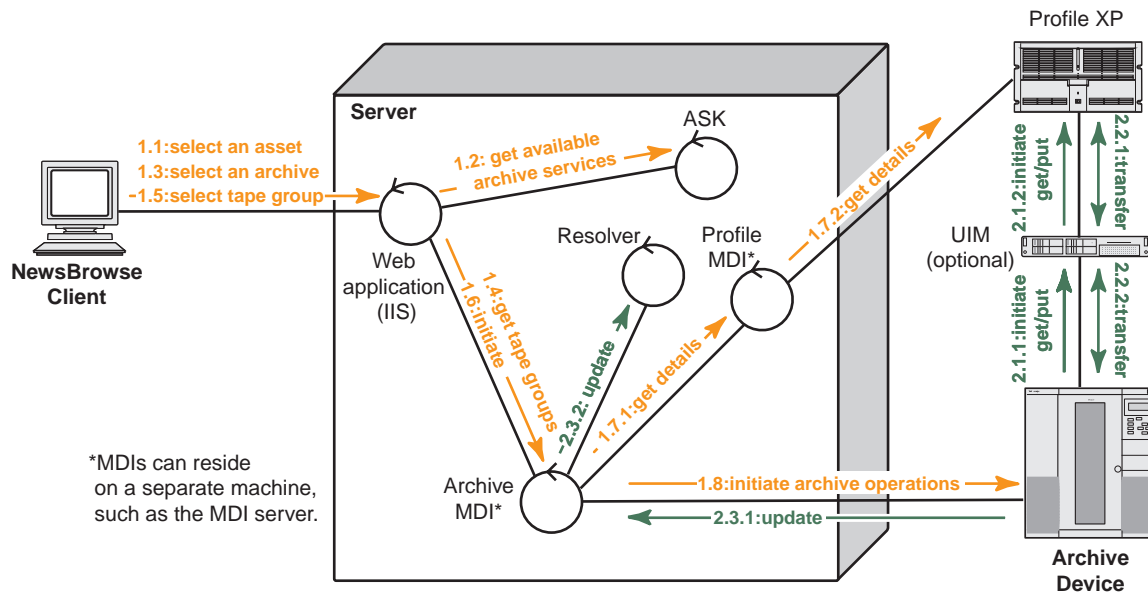 Profile XP
Server
ASK
1.1:select an asset
1.3:select an archive
1.5:select tape group
1.2: get available
archive services
1.7.2:get details
2.1.2:initiate
get/put
2.2.1:transfer
NewsBrowse
Client
Web
application
(IIS)
Resolver
Profile
MDI*
UIM
(optional)
1.4:get tape groups
1.6:initiate
2.3.2: update
1.7.1:get details
2.1.1:initiate
get/put
2.2.2:transfer
*MDIs can reside
on a separate machine,
such as the MDI server.
Archive
MDI*
1.8:initiate archive operations
2.3.1:update
Archive
Device